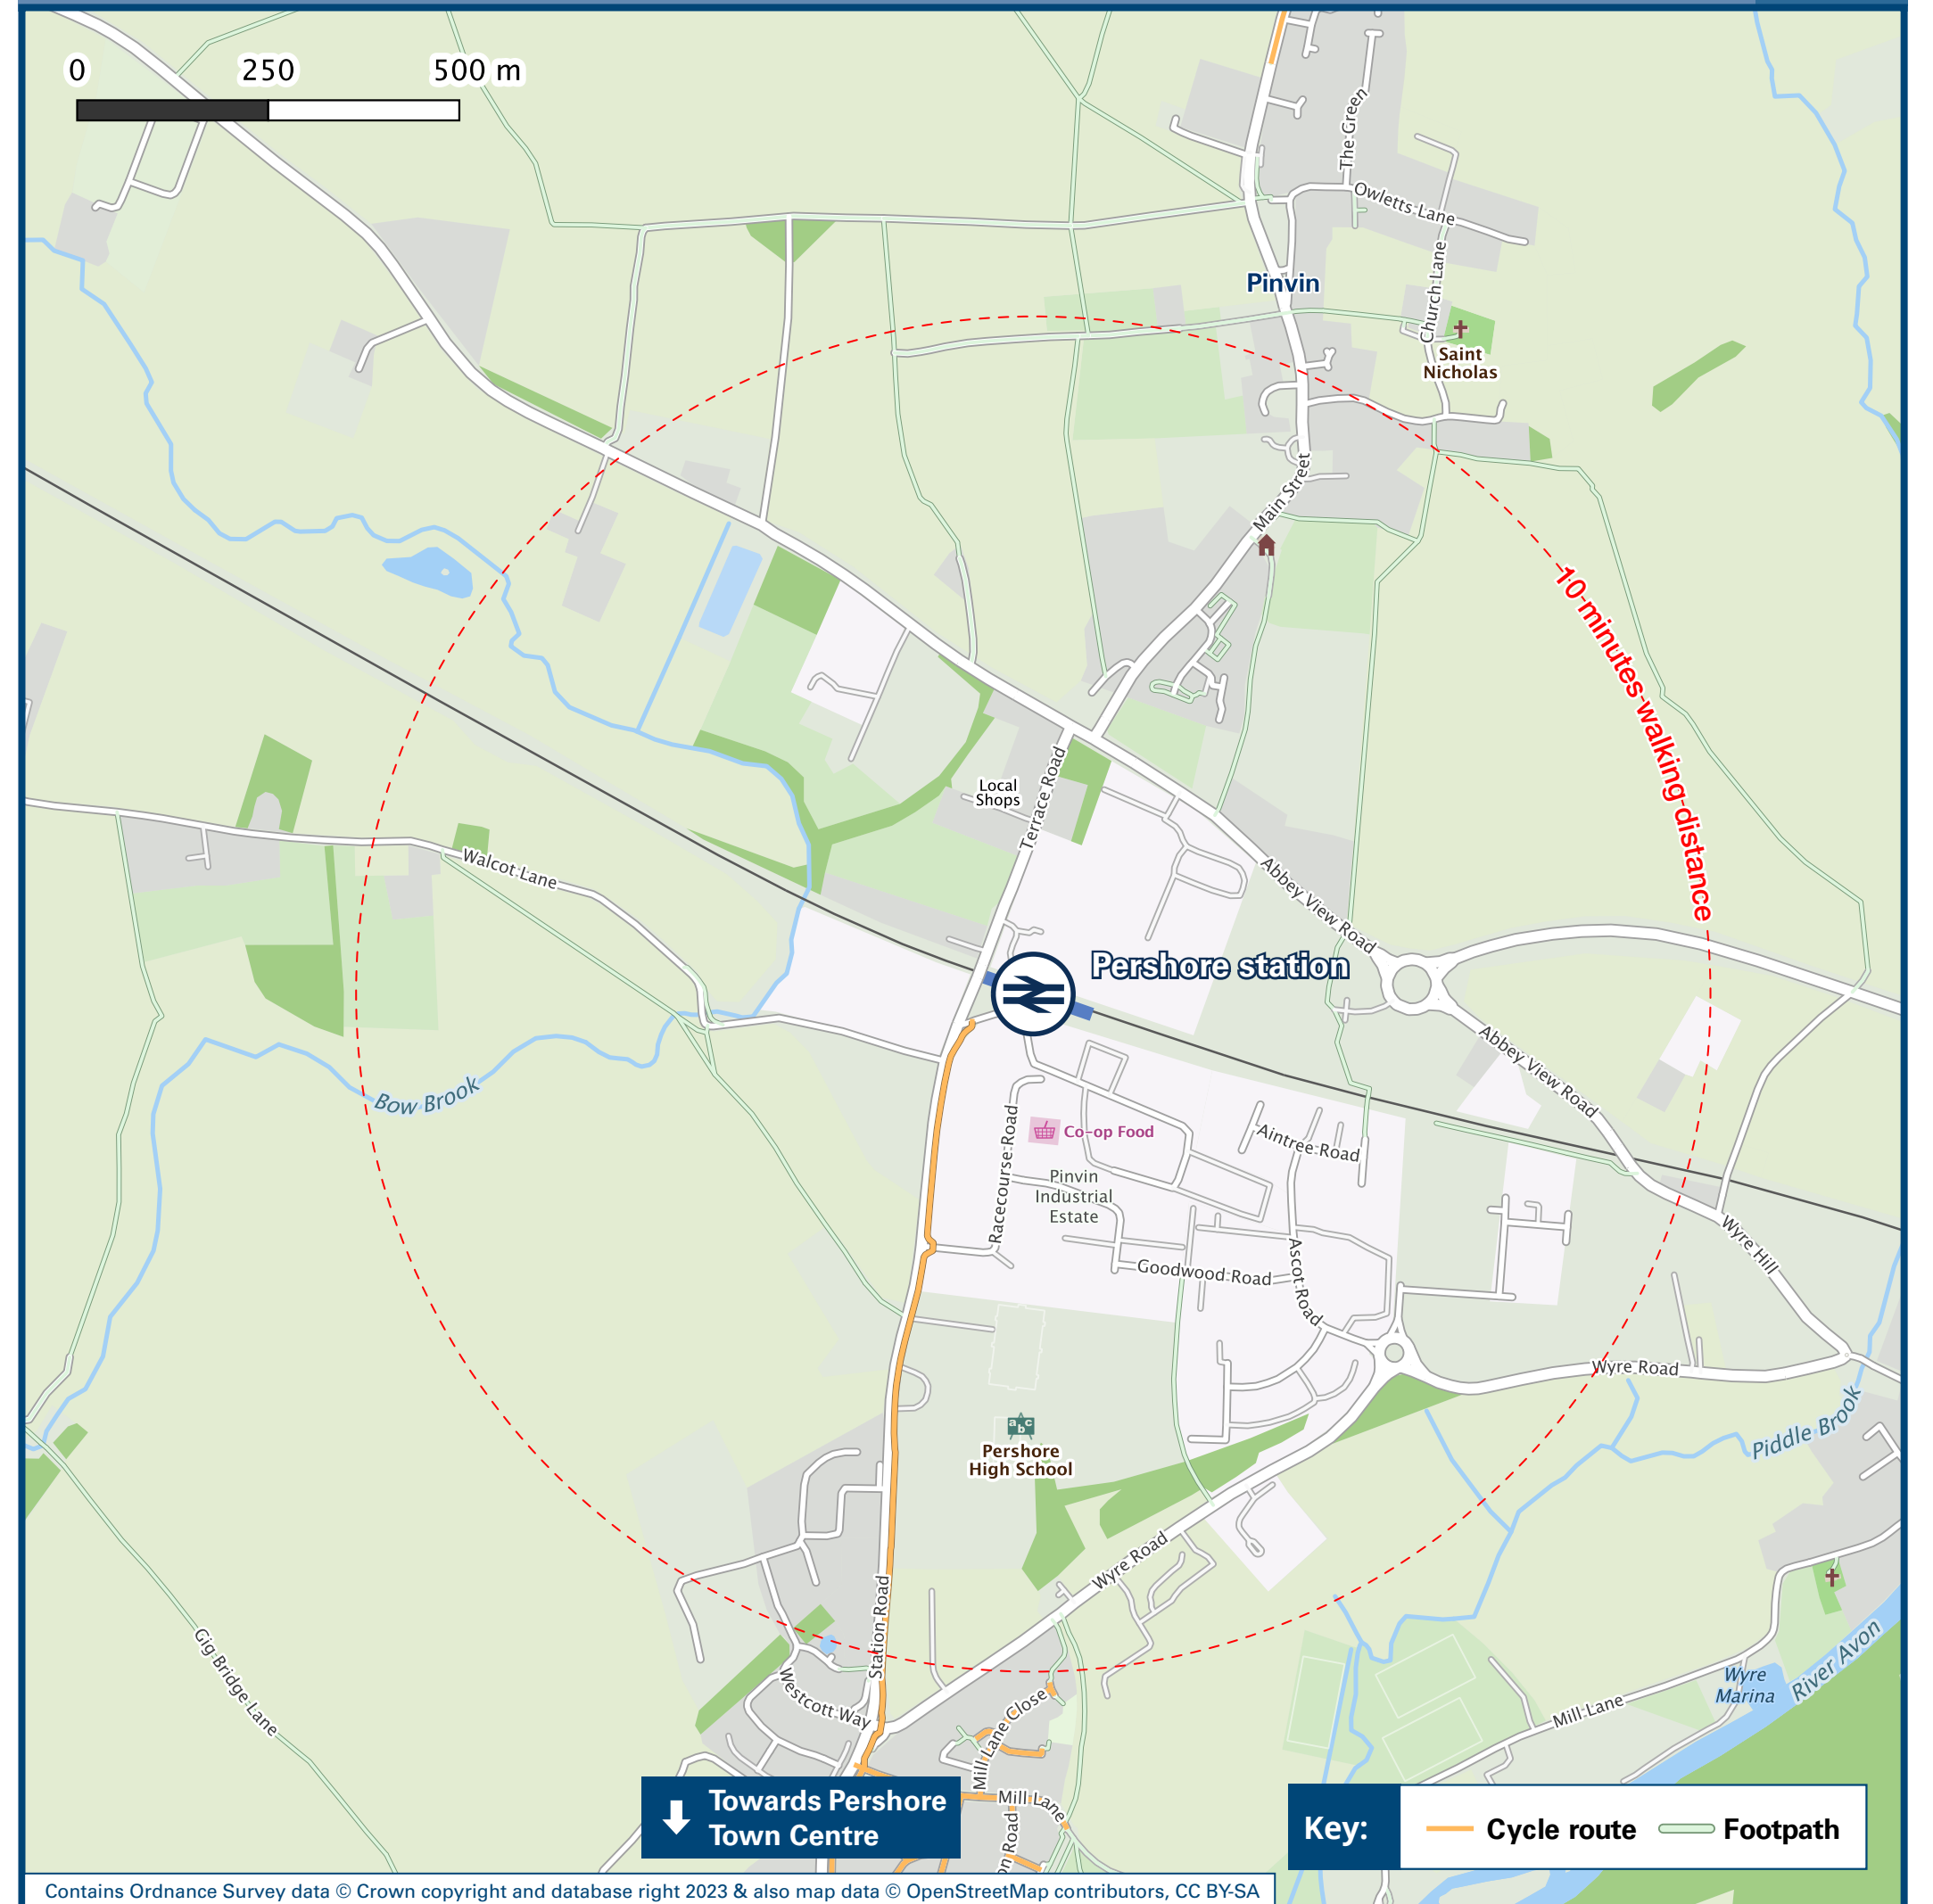 0 250 500 m
The Green
Owletts Lane
Pinvin
Church Lane
Saint
Nicholas
Main Street
10-minutes-walking-distance
Local
Shops
Terrace Road
Walcot Lane
Abbey View Road
Pershore station
Abbey View Road
Bow Brook
Racecourse Road
Co-op Food
Aintree Road
Pinvin
Industrial
Estate
Wyre Hill
Goodwood Road
Ascot Road
Wyre Road
a b c
Pershore
High School
Piddle Brook
Wyre Road
Station Road
Gig Bridge Lane
Westcott Way
Mill Lane Close
Wyre
Marina
River Avon
Mill Lane
Towards Pershore
Town Centre
Mill Lane
on Road
Key: Cycle route Footpath
Contains Ordnance Survey data © Crown copyright and database right 2023 & also map data © OpenStreetMap contributors, CC BY-SA